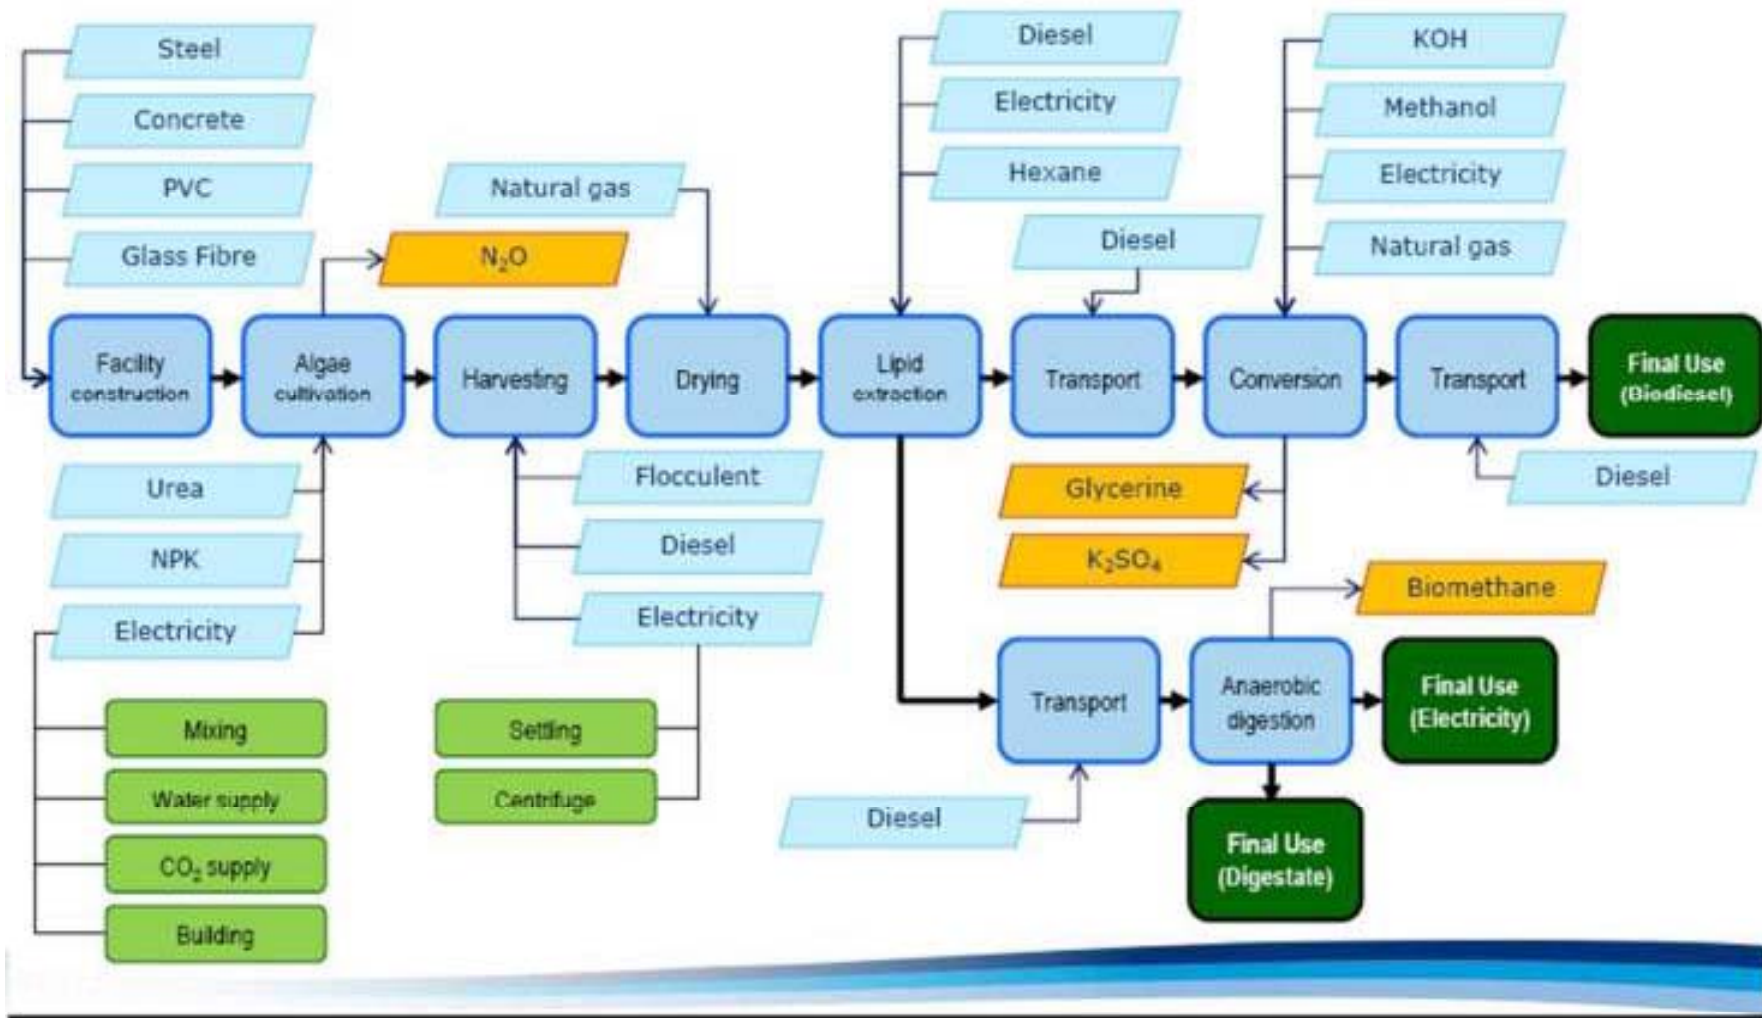 Steel
Concrete
PVC
Glass Fibre
Natural gas
N₂O
Diesel
Electricity
Hexane
Diesel
KOH
Methanol
Electricity
Natural gas
Facility
construction
Algae
cultivation
Harvesting
Drying
Lipid
extraction
Transport
Conversion
Transport
Final Use
(Biodiesel)
Urea
NPK
Electricity
Mixing
Water supply
CO₂ supply
Building
Flocculent
Diesel
Electricity
Settling
Centrifuge
Glycerine
K₂SO₄
Diesel
Biomethane
Transport
Anaerobic
digestion
Final Use
(Electricity)
Diesel
Final Use
(Digestate)